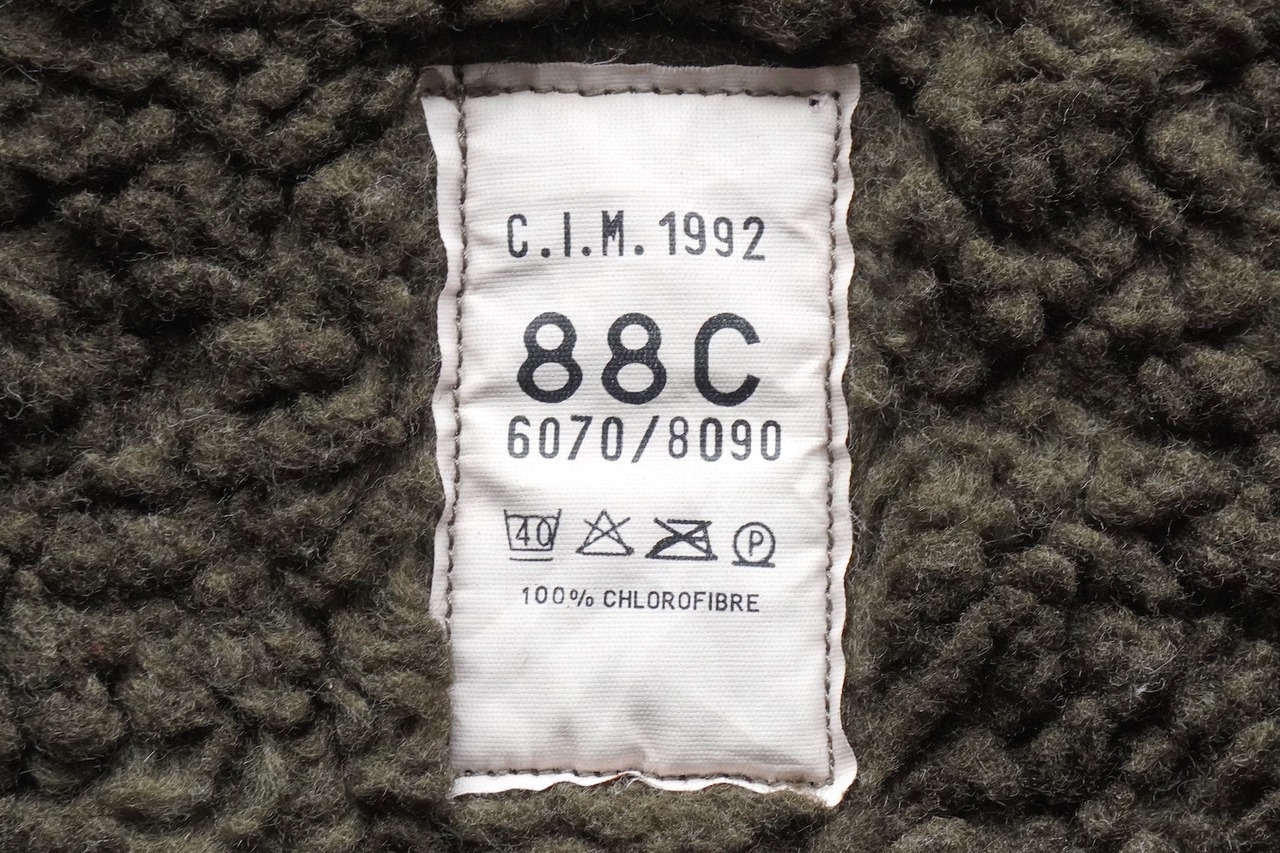 C.I.M. 1992
88C
6070/8090
40 P
100% CHLOROFIBRE